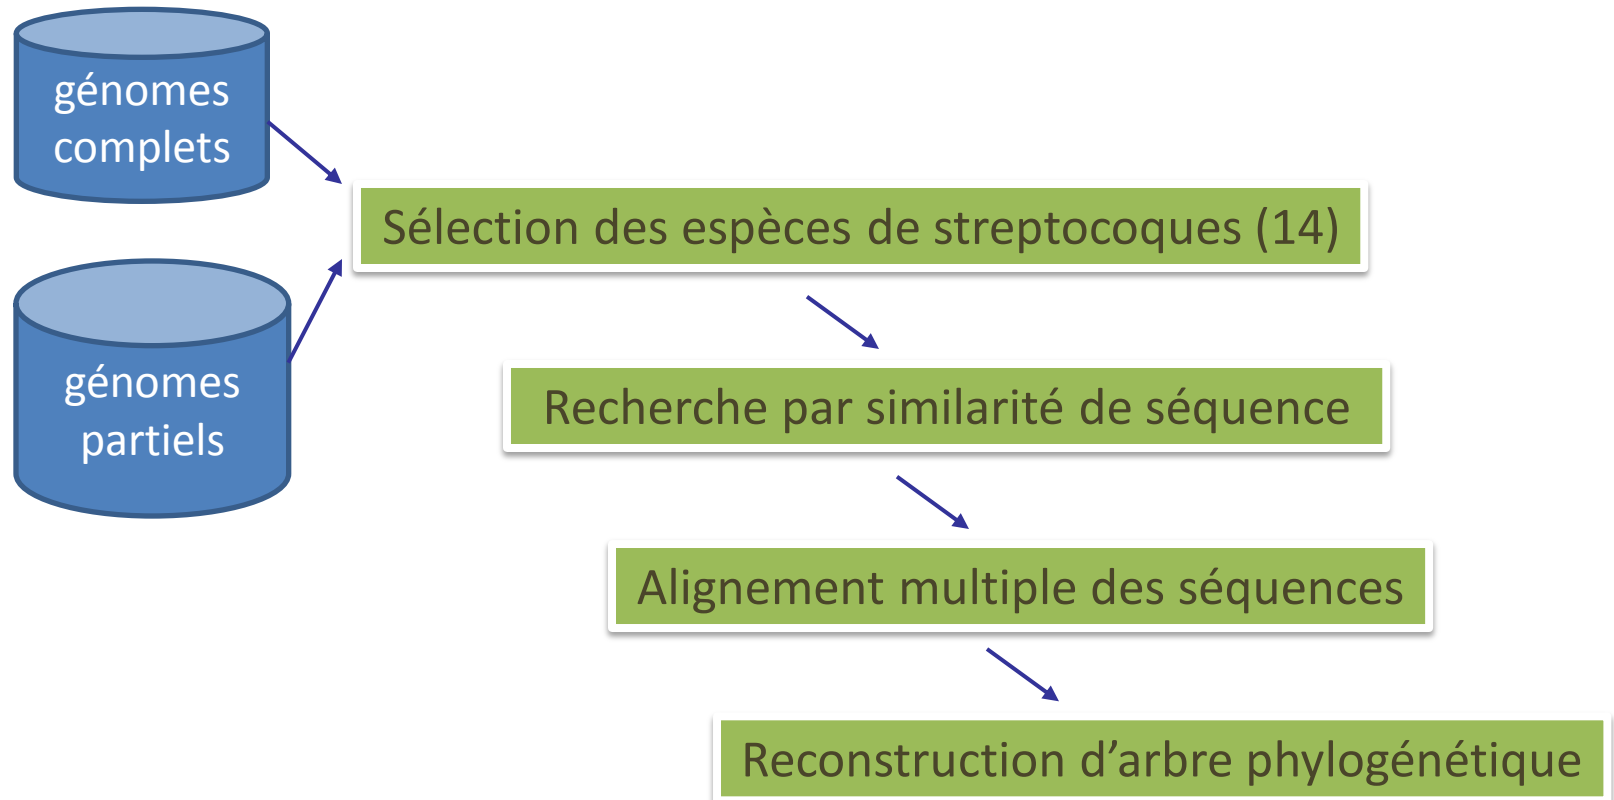 génomes
complets
Sélection des espèces de streptocoques (14)
génomes
partiels
Recherche par similarité de séquence
Alignement multiple des séquences
Reconstruction d’arbre phylogénétique